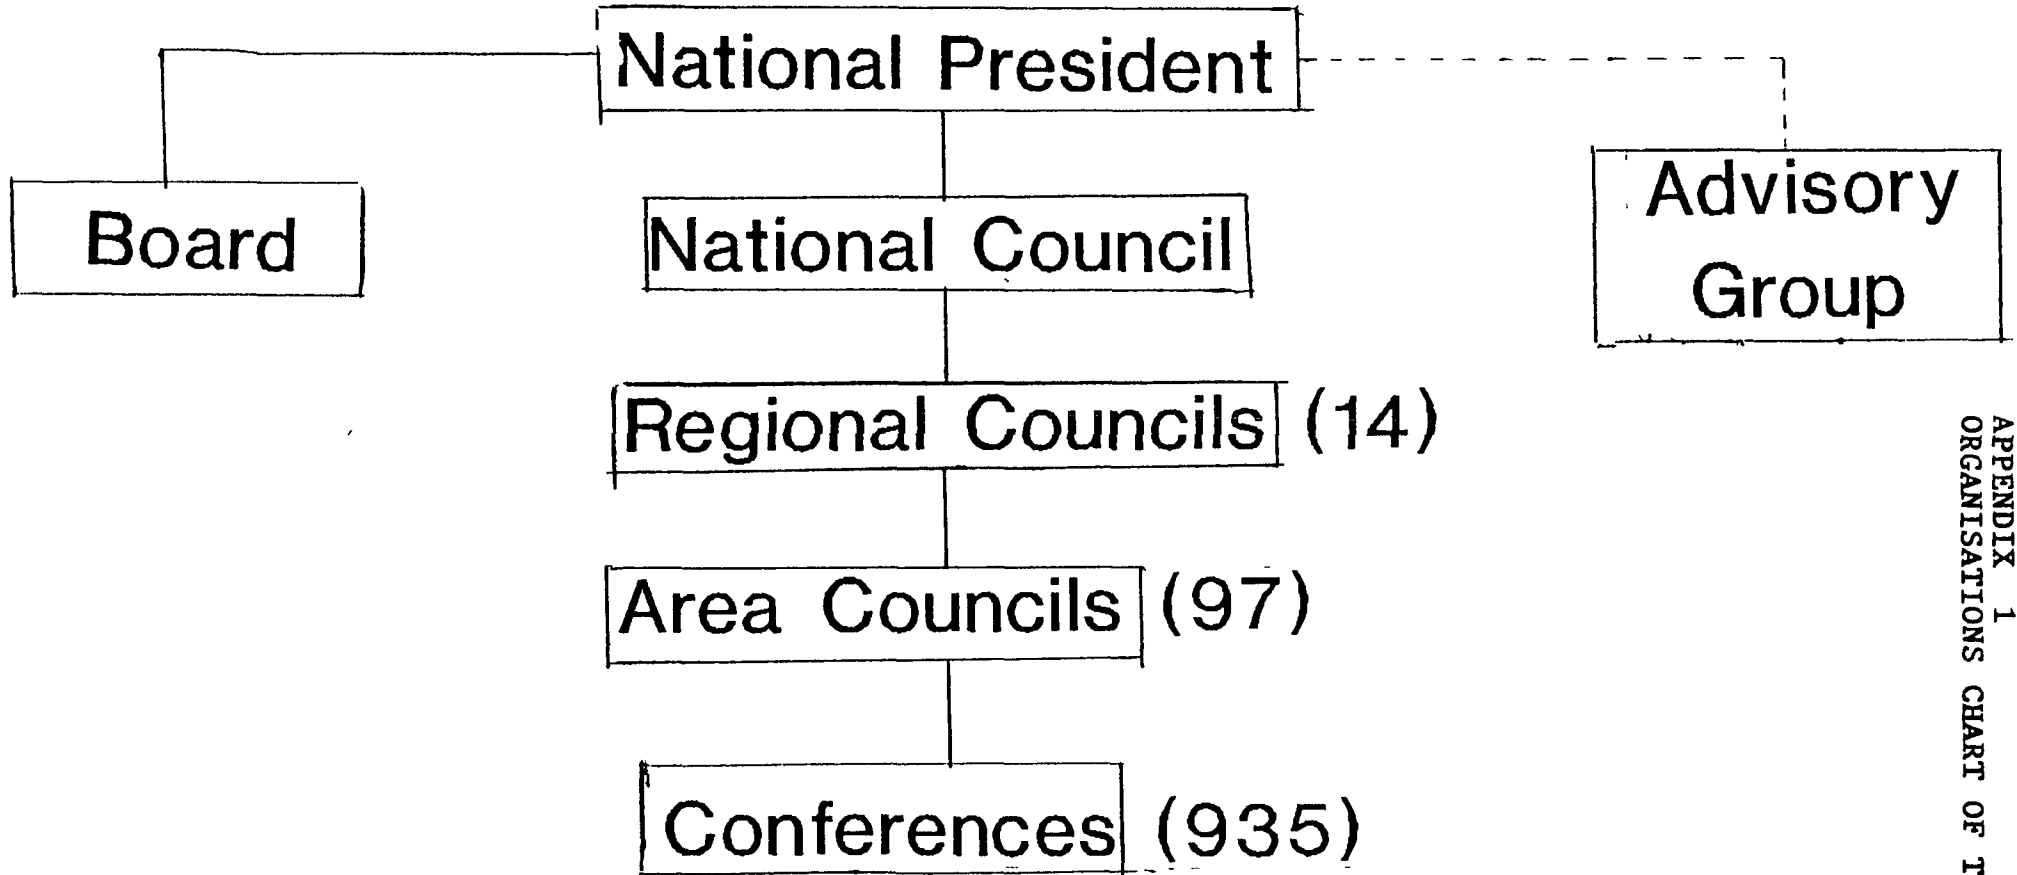 National President
Board
National Council
Advisory
Group
Regional Councils (14)
Area Councils (97)
Conferences (935)
APPENDIX 1
ORGANISATIONS CHART OF T